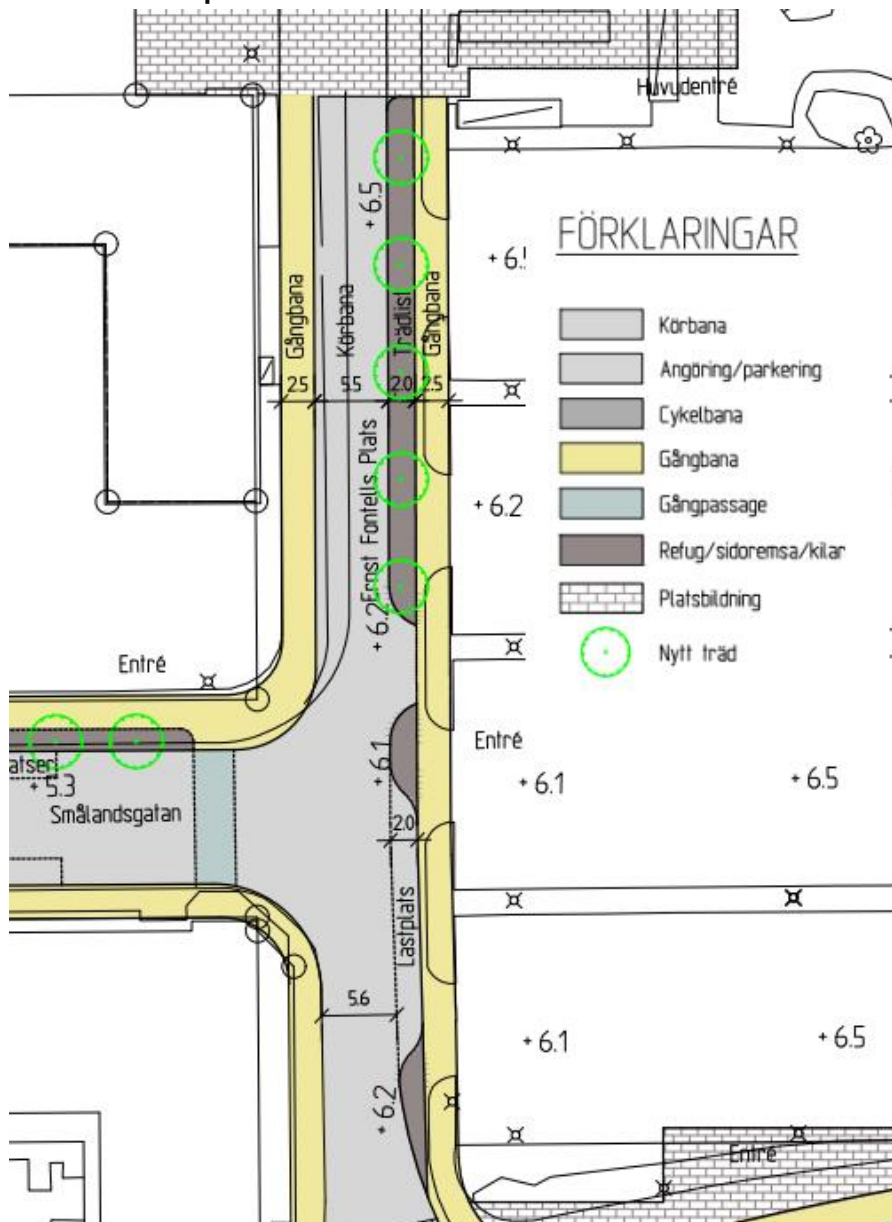 Huvudentré
+ 6.5
+ 6.
Gångbana
Körbana
Trädlist
Gångbana
2.5
5.5
2.0
2.5
Ernst Fontells Plats
+ 6.2
+ 6.2
FÖRKLARINGAR
Körbana
Angöring/parkering
Cykelbana
Gångbana
Gångpassage
Refug/sidoremsa/kilar
Platsbildning
Nytt träd
Entré
atser
+ 5.3
Smålandsgatan
+ 6.1
Entré
+ 6.1
+ 6.5
2.0
Lastplats
5.6
+ 6.1
+ 6.5
+ 6.2
Entré